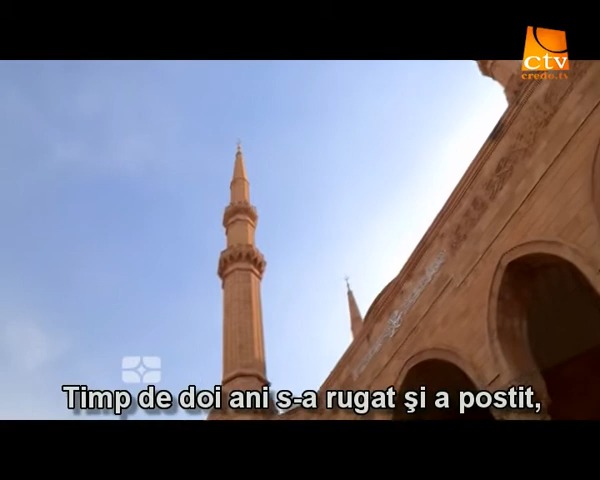 ctv
credo.tv
Timp de doi ani s-a rugat şi a postit,